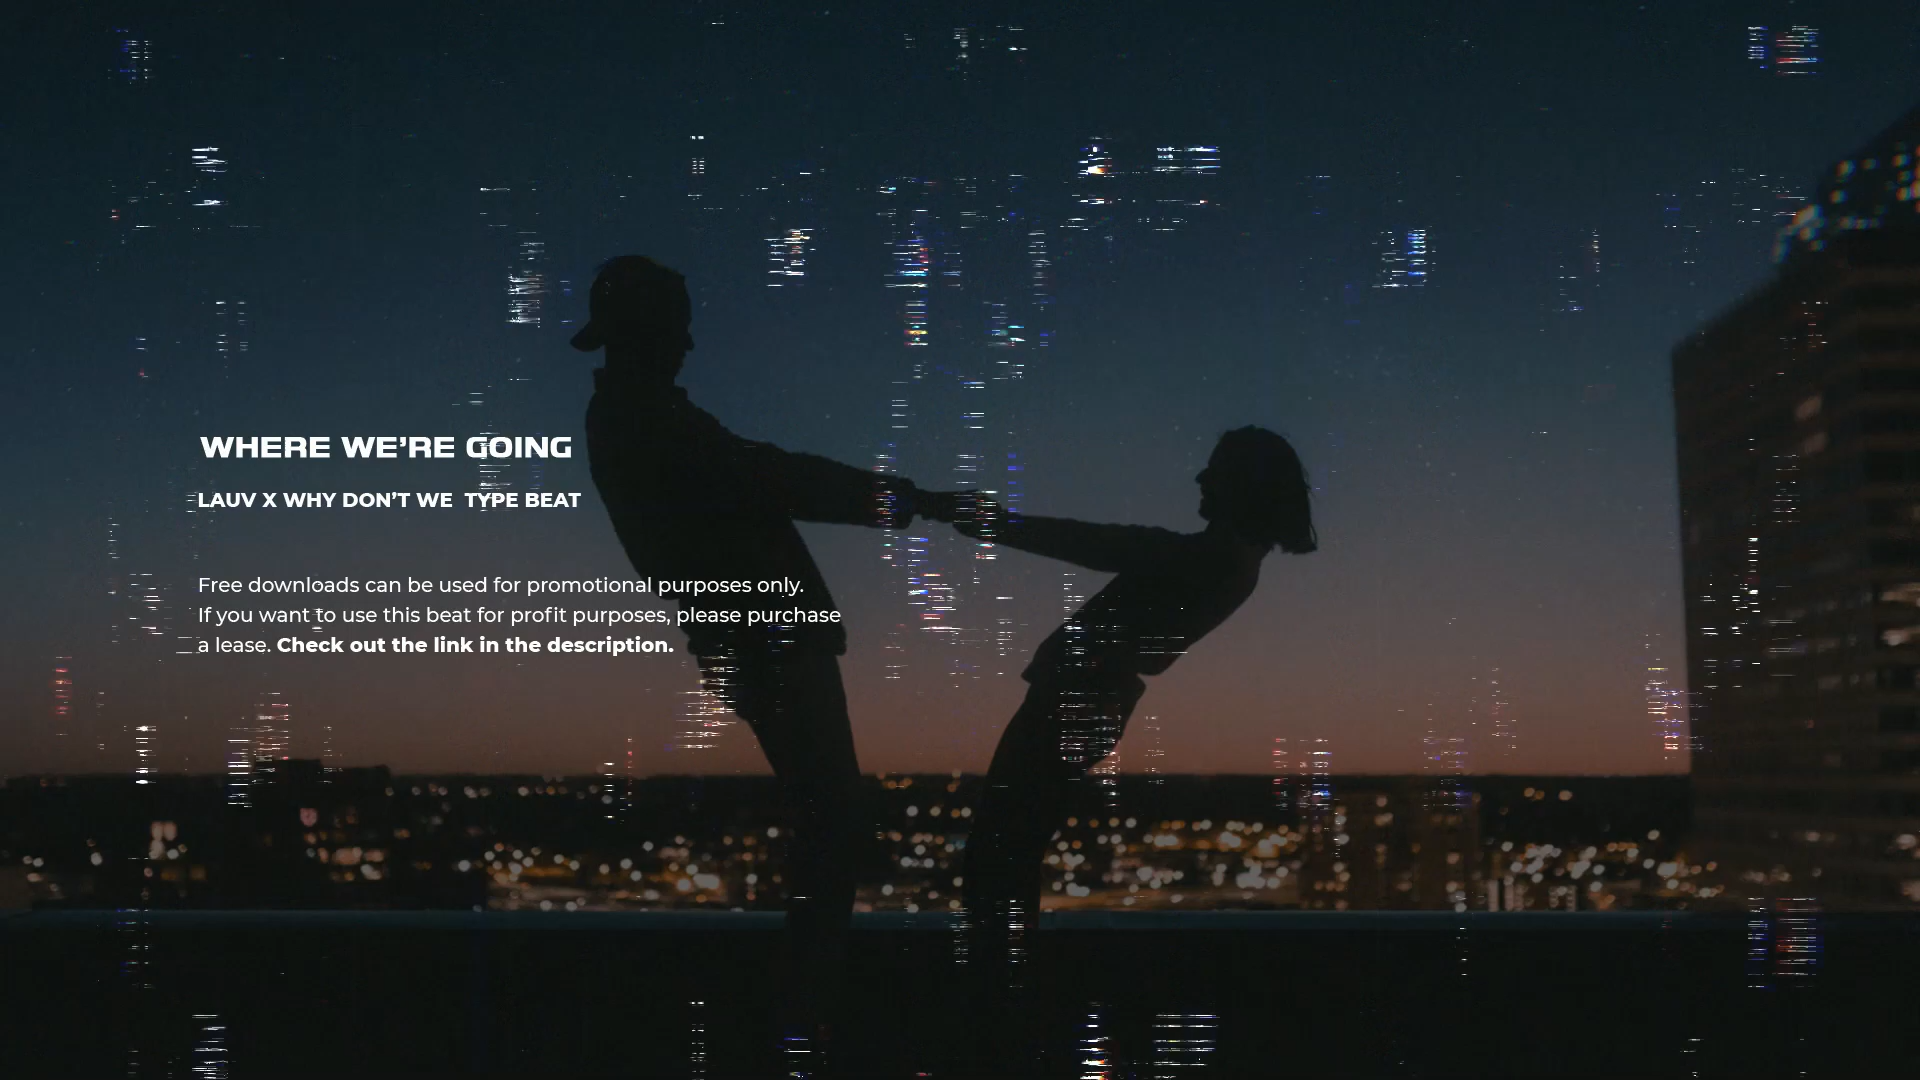 WHERE WE'RE GOING
LAUV X WHY DON'T WE TYPE BEAT
Free downloads can be used for promotional purposes only.
If you want to use this beat for profit purposes, please purchase
a lease. Check out the link in the description.